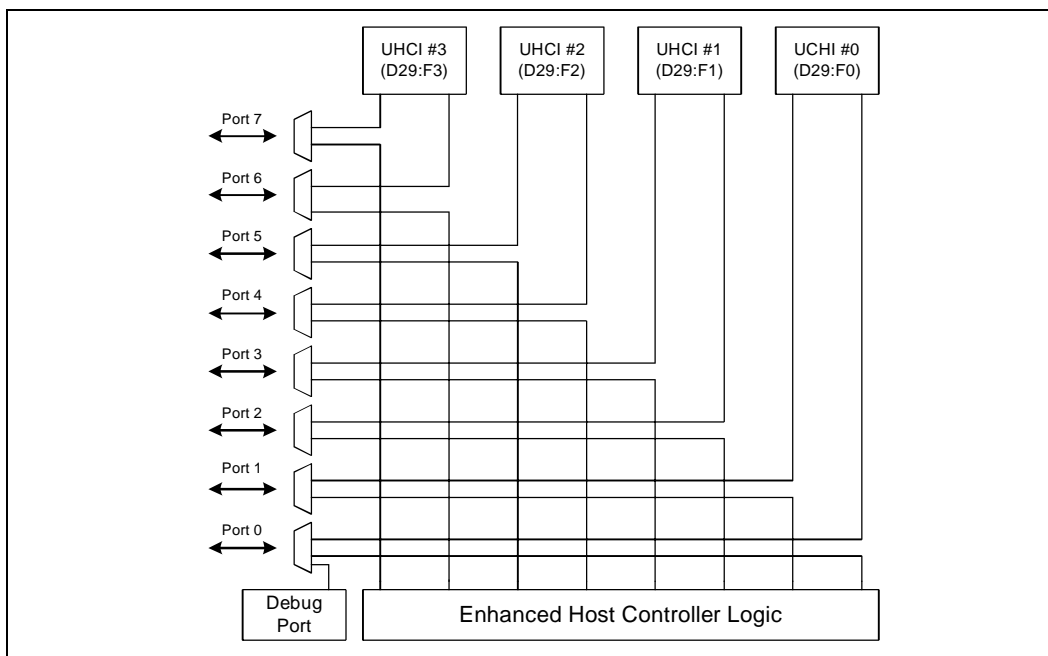 UHCI #3
(D29:F3)
UHCI #2
(D29:F2)
UHCI #1
(D29:F1)
UCHI #0
(D29:F0)
Port 7
Port 6
Port 5
Port 4
Port 3
Port 2
Port 1
Port 0
Debug
Port
Enhanced Host Controller Logic